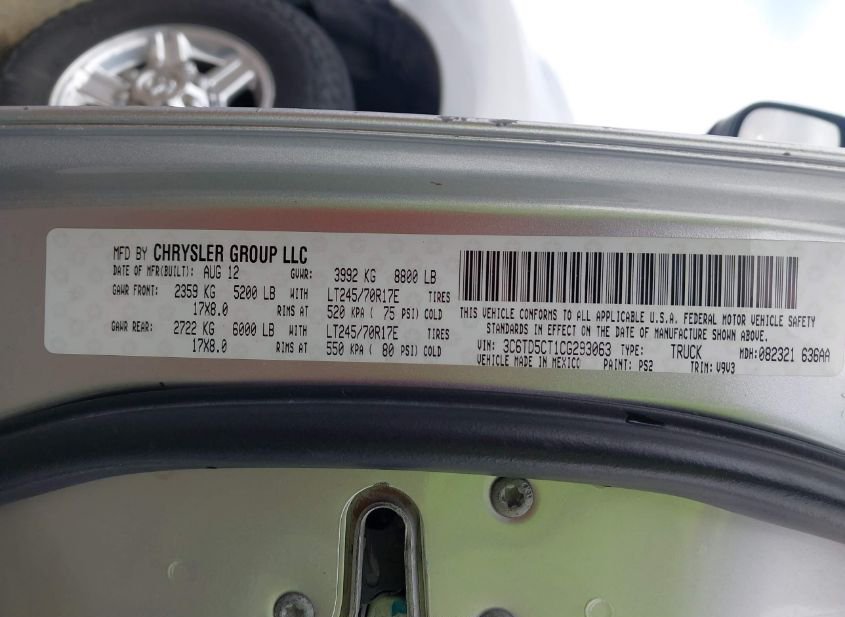 MFD BY CHRYSLER GROUP LLC
DATE OF MFR(BUILT): AUG 12 GVWR: 3992 KG 8800 LB
GAWR FRONT: 2359 KG 5200 LB WITH LT245/70R17E TIRES
17X8.0 RIMS AT 520 KPA ( 75 PSI) COLD
GAWR REAR: 2722 KG 6000 LB WITH LT245/70R17E TIRES
17X8.0 RIMS AT 550 KPA ( 80 PSI) COLD
THIS VEHICLE CONFORMS TO ALL APPLICABLE U.S.A. FEDERAL MOTOR VEHICLE SAFETY
STANDARDS IN EFFECT ON THE DATE OF MANUFACTURE SHOWN ABOVE.
VIN: 3C6TD5CT1CG293063 TYPE: TRUCK MDH:082321 636AA
VEHICLE MADE IN MEXICO PAINT: PS2 TRIM: V9V3